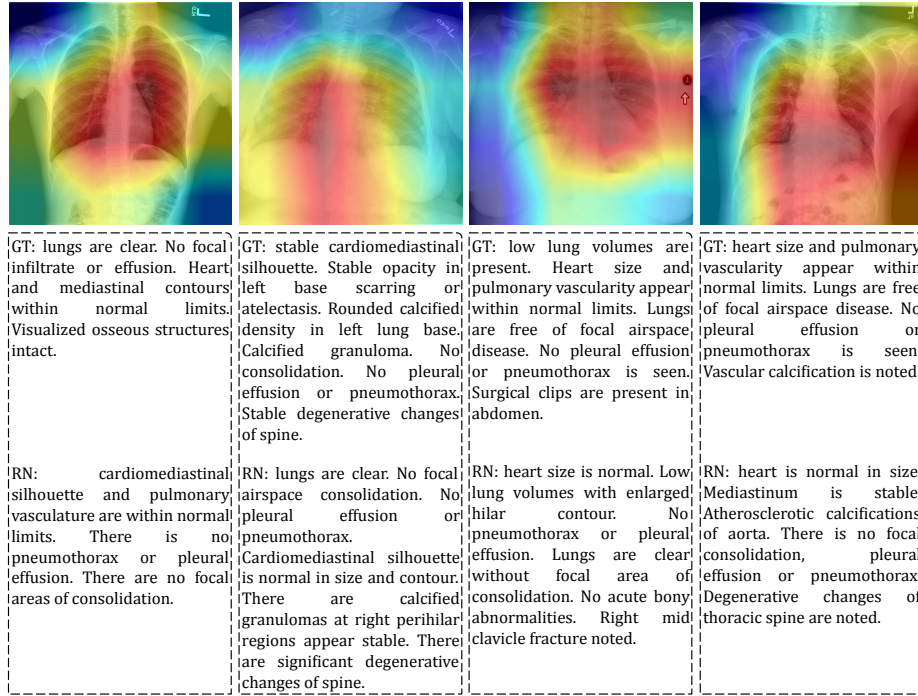 GT: lungs are clear. No focal
infiltrate or effusion. Heart
and mediastinal contours
within normal limits.
Visualized osseous structures
intact.
RN: cardiomediastinal
silhouette and pulmonary
vasculature are within normal
limits. There is no
pneumothorax or pleural
effusion. There are no focal
areas of consolidation.
GT: stable cardiomediastinal
silhouette. Stable opacity in
left base scarring or
atelectasis. Rounded calcified
density in left lung base.
Calcified granuloma. No
consolidation. No pleural
effusion or pneumothorax.
Stable degenerative changes
of spine.
RN: lungs are clear. No focal
airspace consolidation. No
pleural effusion or
pneumothorax.
Cardiomediastinal silhouette
is normal in size and contour.
There are calcified
granulomas at right perihilar
regions appear stable. There
are significant degenerative
changes of spine.
GT: low lung volumes are
present. Heart size and
pulmonary vascularity appear
within normal limits. Lungs
are free of focal airspace
disease. No pleural effusion
or pneumothorax is seen.
Surgical clips are present in
abdomen.
RN: heart size is normal. Low
lung volumes with enlarged
hilar contour. No
pneumothorax or pleural
effusion. Lungs are clear
without focal area of
consolidation. No acute bony
abnormalities. Right mid
clavicle fracture noted.
GT: heart size and pulmonary
vascularity appear within
normal limits. Lungs are free
of focal airspace disease. No
pleural effusion or
pneumothorax is seen.
Vascular calcification is noted.
RN: heart is normal in size.
Mediastinum is stable.
Atherosclerotic calcifications
of aorta. There is no focal
consolidation, pleural
effusion or pneumothorax.
Degenerative changes of
thoracic spine are noted.